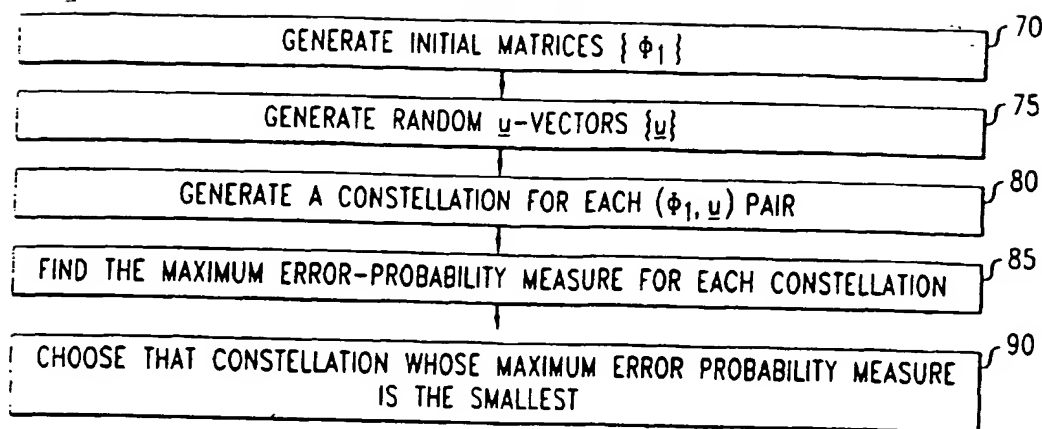 GENERATE INITIAL MATRICES { Φ1 }
70
GENERATE RANDOM u-VECTORS {u}
75
GENERATE A CONSTELLATION FOR EACH (Φ1, u) PAIR
80
FIND THE MAXIMUM ERROR-PROBABILITY MEASURE FOR EACH CONSTELLATION
85
CHOOSE THAT CONSTELLATION WHOSE MAXIMUM ERROR PROBABILITY MEASURE
IS THE SMALLEST
90